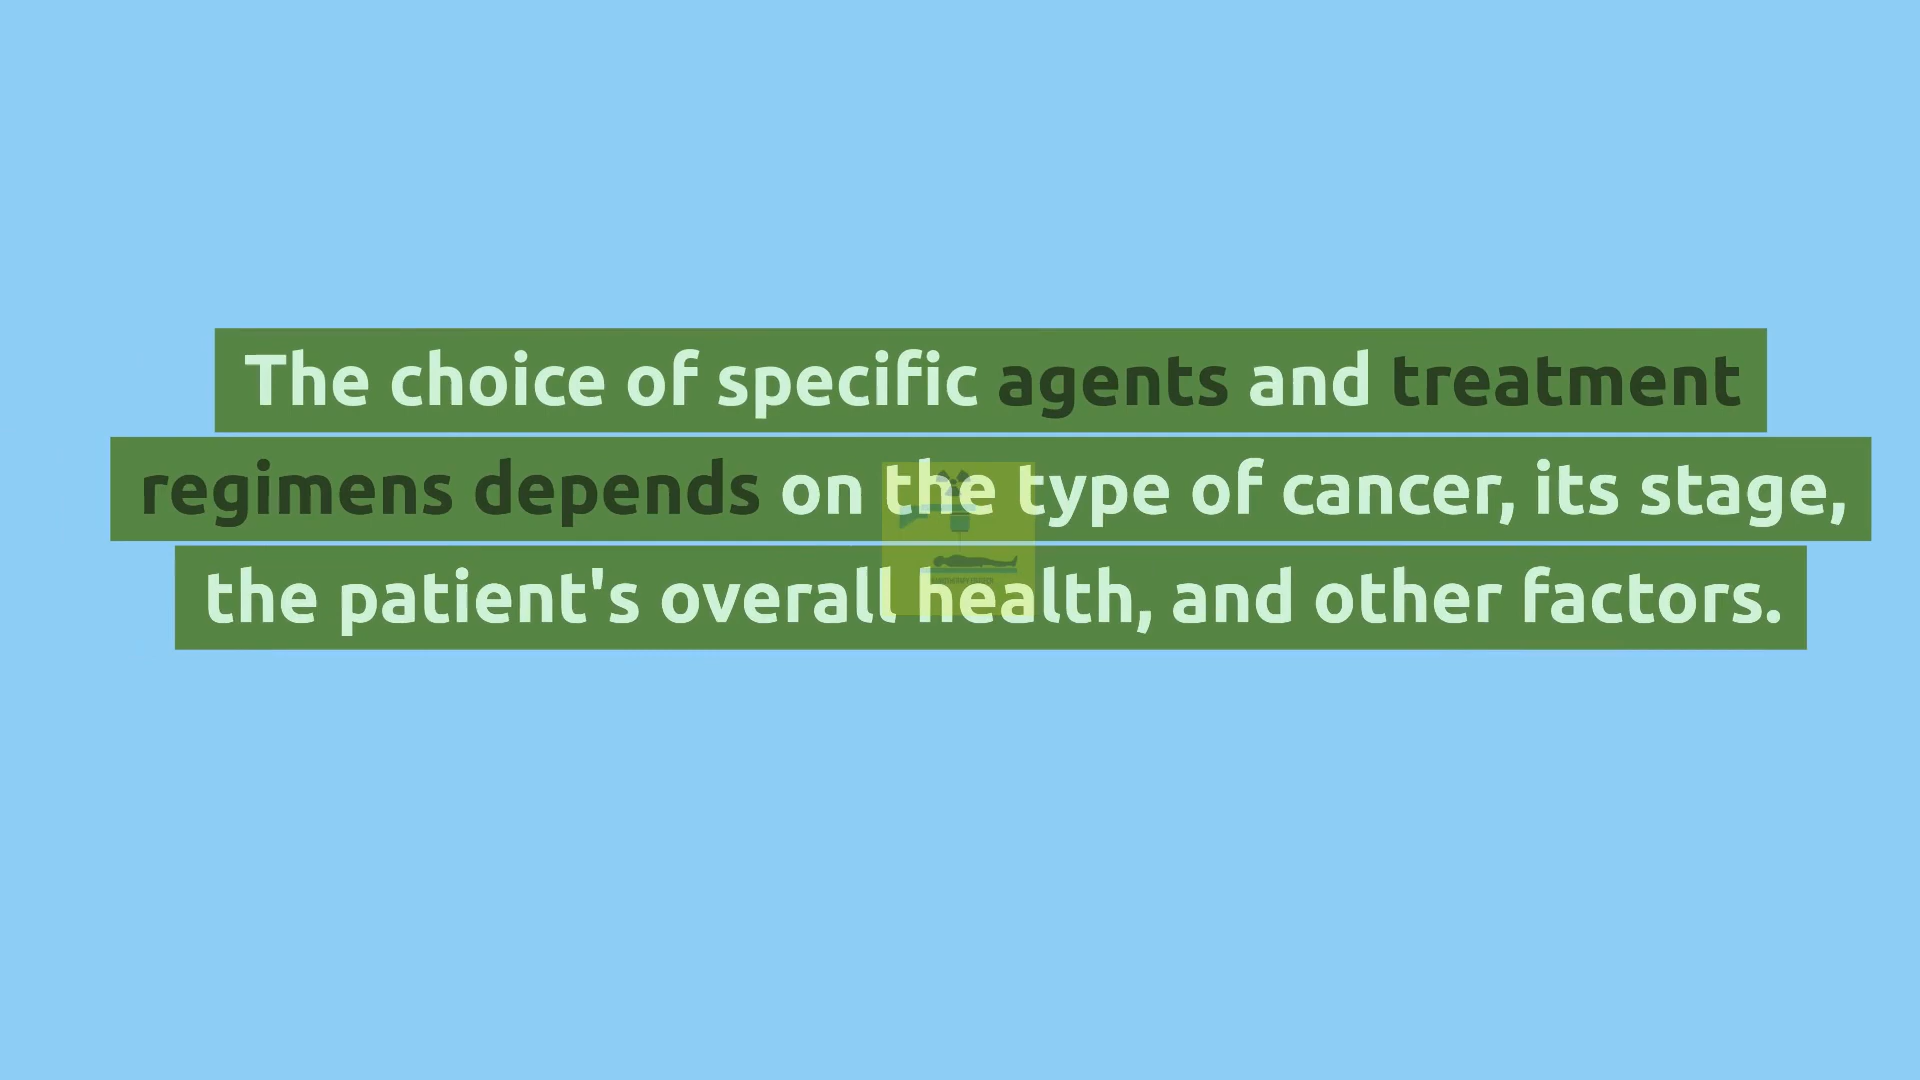 The choice of specific agents and treatment
regimens depends on the type of cancer, its stage,
the patient's overall health, and other factors.